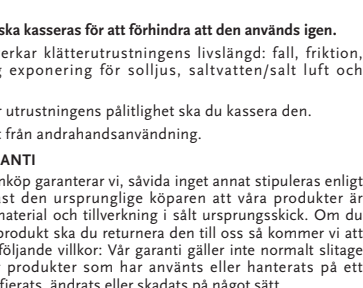 ska kasseras för att förhindra att den används igen.
erkar klätterutrustningens livslängd: fall, friktion,
exponering för solljus, saltvatten/salt luft och
utrustningens pålitlighet ska du kassera den.
från andrahandsanvändning.
ANTI
nköp garanterar vi, såvida inget annat stipuleras enligt
ast den ursprunglige köparen att våra produkter är
material och tillverkning i sålt ursprungsskick. Om du
produkt ska du returnera den till oss så kommer vi att
följande villkor: Vår garanti gäller inte normalt slitage
produkter som har använts eller hanterats på ett
fierats, ändrats eller skadats på något sätt